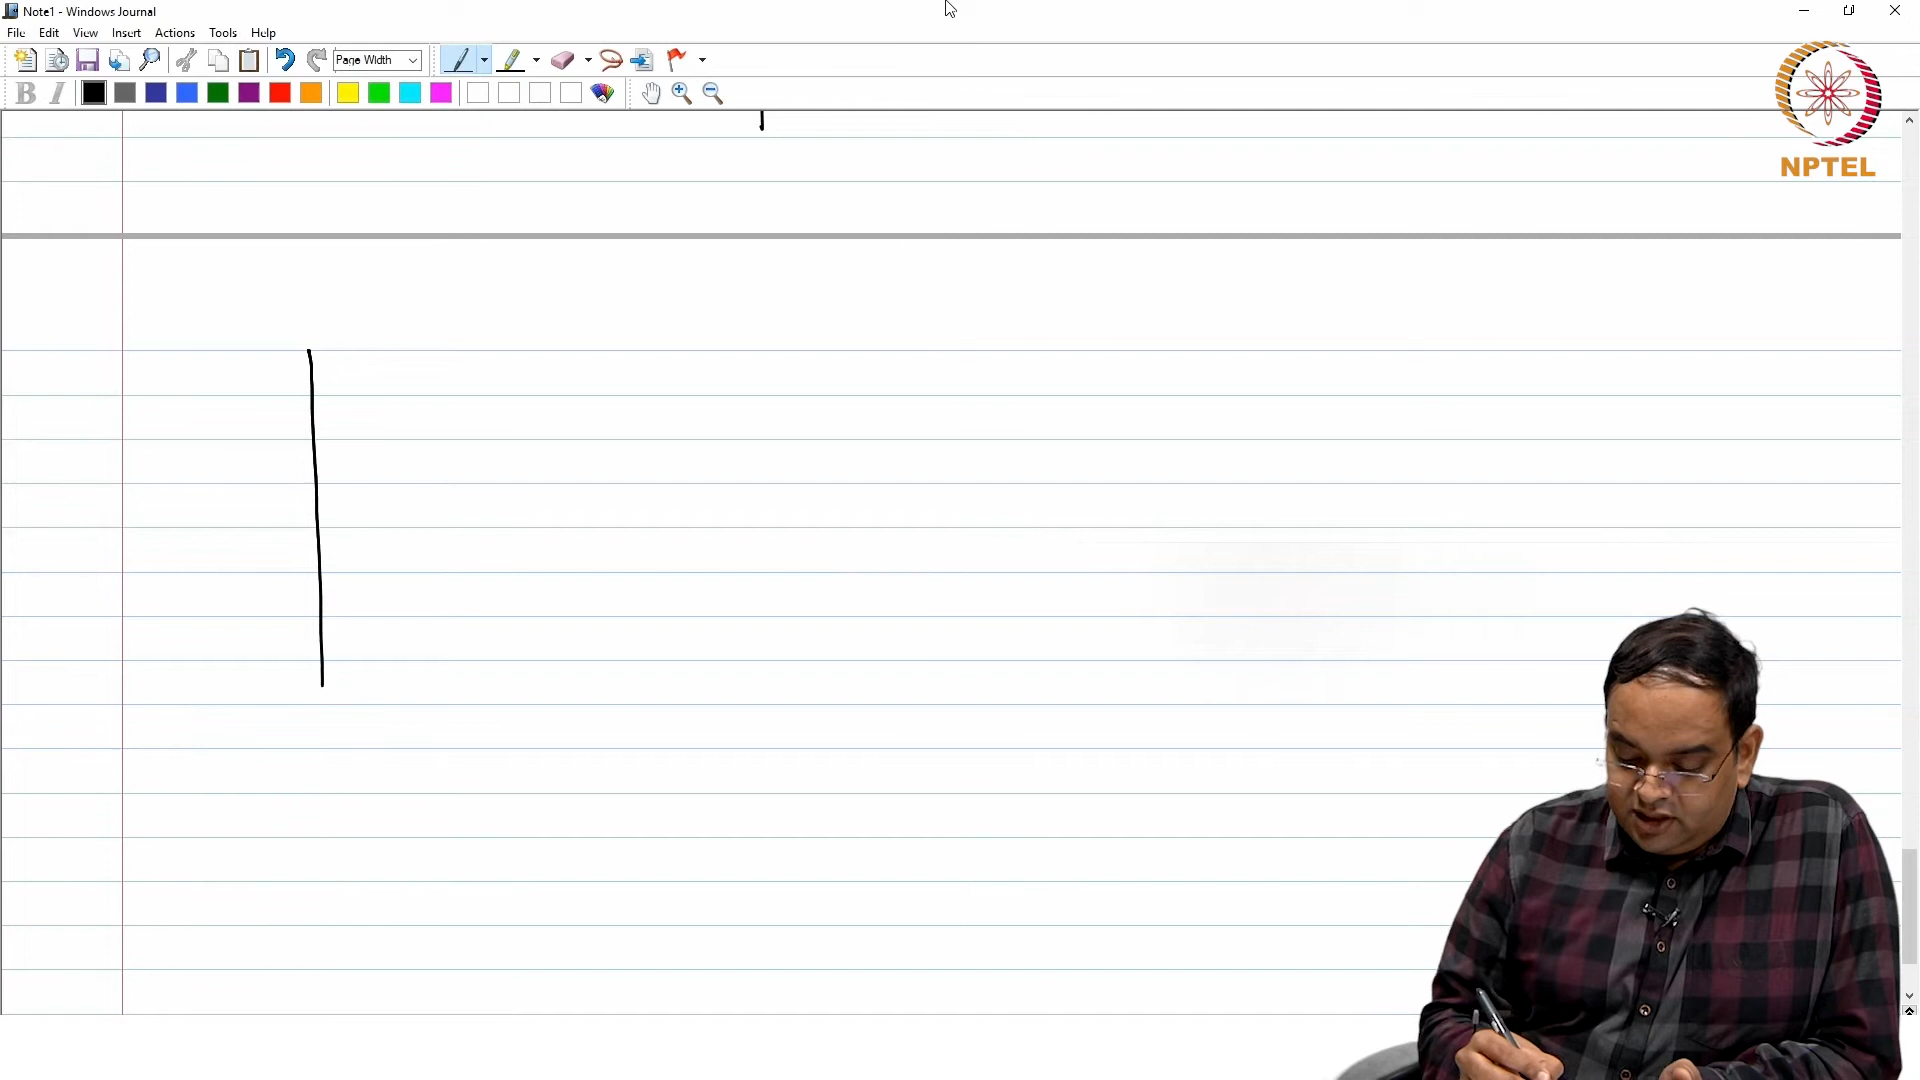 Note1 - Windows Journal
File Edit View Insert Actions Tools Help
Page Width
B I
NPTEL